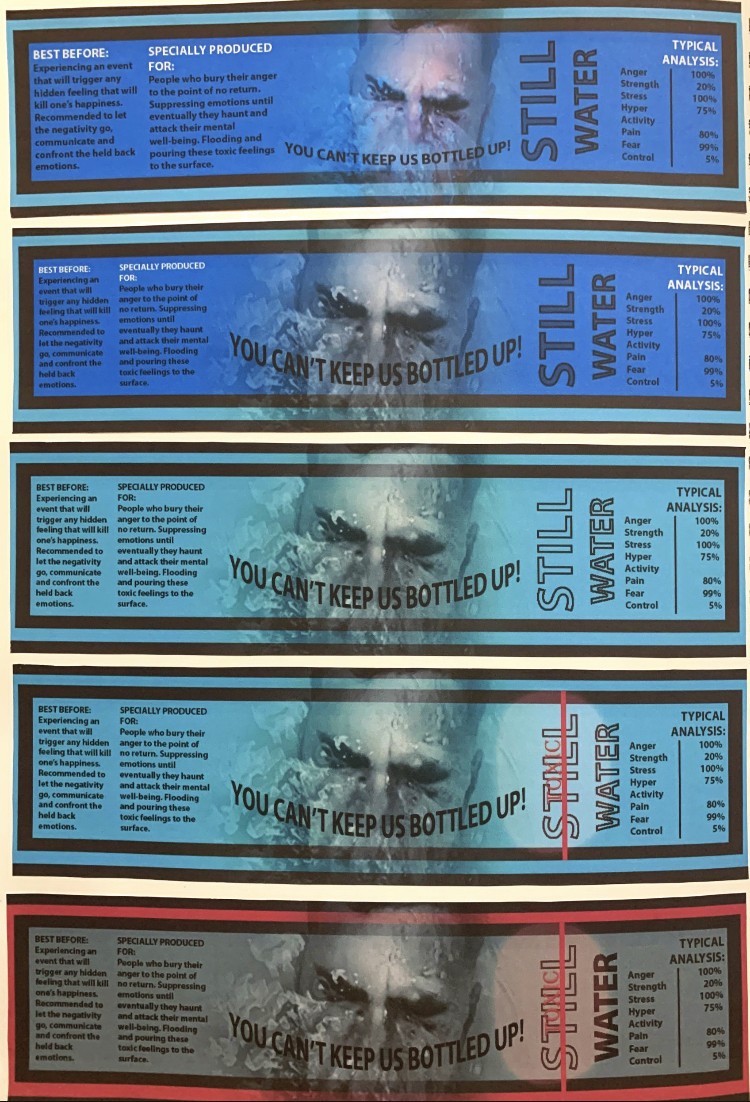 BEST BEFORE:
Experiencing an event
that will trigger any
hidden feeling that will
kill one's happiness.
Recommended to let
the negativity go,
communicate and
confront the held back
emotions.
SPECIALLY PRODUCED
FOR:
People who bury their anger
to the point of no return.
Suppressing emotions until
eventually they haunt and
attack their mental
well-being. Flooding and
pouring these toxic feelings
to the surface.
YOU CAN'T KEEP US BOTTLED UP!
STILL
WATER
TYPICAL
ANALYSIS:
Anger 100%
Strength 20%
Stress 100%
Hyper 75%
Activity
Pain 80%
Fear 99%
Control 5%
BEST BEFORE:
Experiencing an
event that will
trigger any hidden
feeling that will kill
one's happiness.
Recommended to
let the negativity
go, communicate
and confront the
held back
emotions.
SPECIALLY PRODUCED
FOR:
People who bury their
anger to the point of
no return. Suppressing
emotions until
eventually they haunt
and attack their mental
well-being. Flooding
and pouring these
toxic feelings to the
surface.
YOU CAN'T KEEP US BOTTLED UP!
STILL
WATER
TYPICAL
ANALYSIS:
Anger 100%
Strength 20%
Stress 100%
Hyper 75%
Activity
Pain 80%
Fear 99%
Control 5%
BEST BEFORE:
Experiencing an
event that will
trigger any hidden
feeling that will kill
one's happiness.
Recommended to
let the negativity
go, communicate
and confront the
held back
emotions.
SPECIALLY PRODUCED
FOR:
People who bury their
anger to the point of
no return. Suppressing
emotions until
eventually they haunt
and attack their mental
well-being. Flooding
and pouring these
toxic feelings to the
surface.
YOU CAN'T KEEP US BOTTLED UP!
STILL
WATER
TYPICAL
ANALYSIS:
Anger 100%
Strength 20%
Stress 100%
Hyper 75%
Activity
Pain 80%
Fear 99%
Control 5%
BEST BEFORE:
Experiencing an
event that will
trigger any hidden
feeling that will kill
one's happiness.
Recommended to
let the negativity
go, communicate
and confront the
held back
emotions.
SPECIALLY PRODUCED
FOR:
People who bury their
anger to the point of
no return. Suppressing
emotions until
eventually they haunt
and attack their mental
well-being. Flooding
and pouring these
toxic feelings to the
surface.
YOU CAN'T KEEP US BOTTLED UP!
STILL
WATER
TYPICAL
ANALYSIS:
Anger 100%
Strength 20%
Stress 100%
Hyper 75%
Activity
Pain 80%
Fear 99%
Control 5%
BEST BEFORE:
Experiencing an
event that will
trigger any hidden
feeling that will kill
one's happiness.
Recommended to
let the negativity
go, communicate
and confront the
held back
emotions.
SPECIALLY PRODUCED
FOR:
People who bury their
anger to the point of
no return. Suppressing
emotions until
eventually they haunt
and attack their mental
well-being. Flooding
and pouring these
toxic feelings to the
surface.
YOU CAN'T KEEP US BOTTLED UP!
STILL
WATER
TYPICAL
ANALYSIS:
Anger 100%
Strength 20%
Stress 100%
Hyper 75%
Activity
Pain 80%
Fear 99%
Control 5%